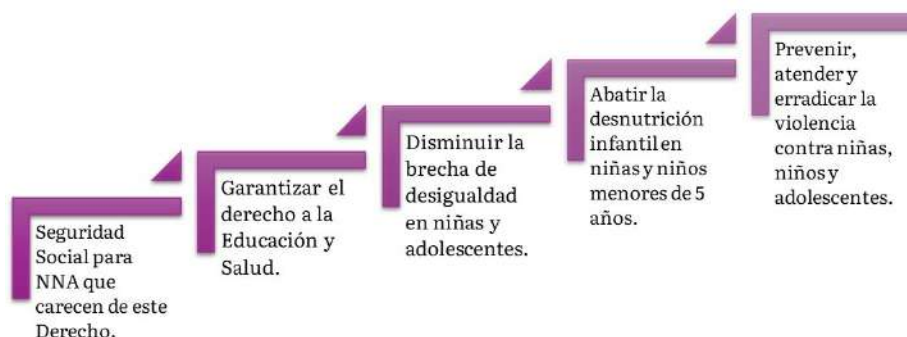 Seguridad
Social para
NNA que
carecen de este
Derecho.
Garantizar el
derecho a la
Educación y
Salud.
Disminuir la
brecha de
desigualdad
en niñas y
adolescentes.
Abatir la
desnutrición
infantil en
niñas y niños
menores de 5
años.
Prevenir,
atender y
erradicar la
violencia
contra niñas,
niños y
adolescentes.